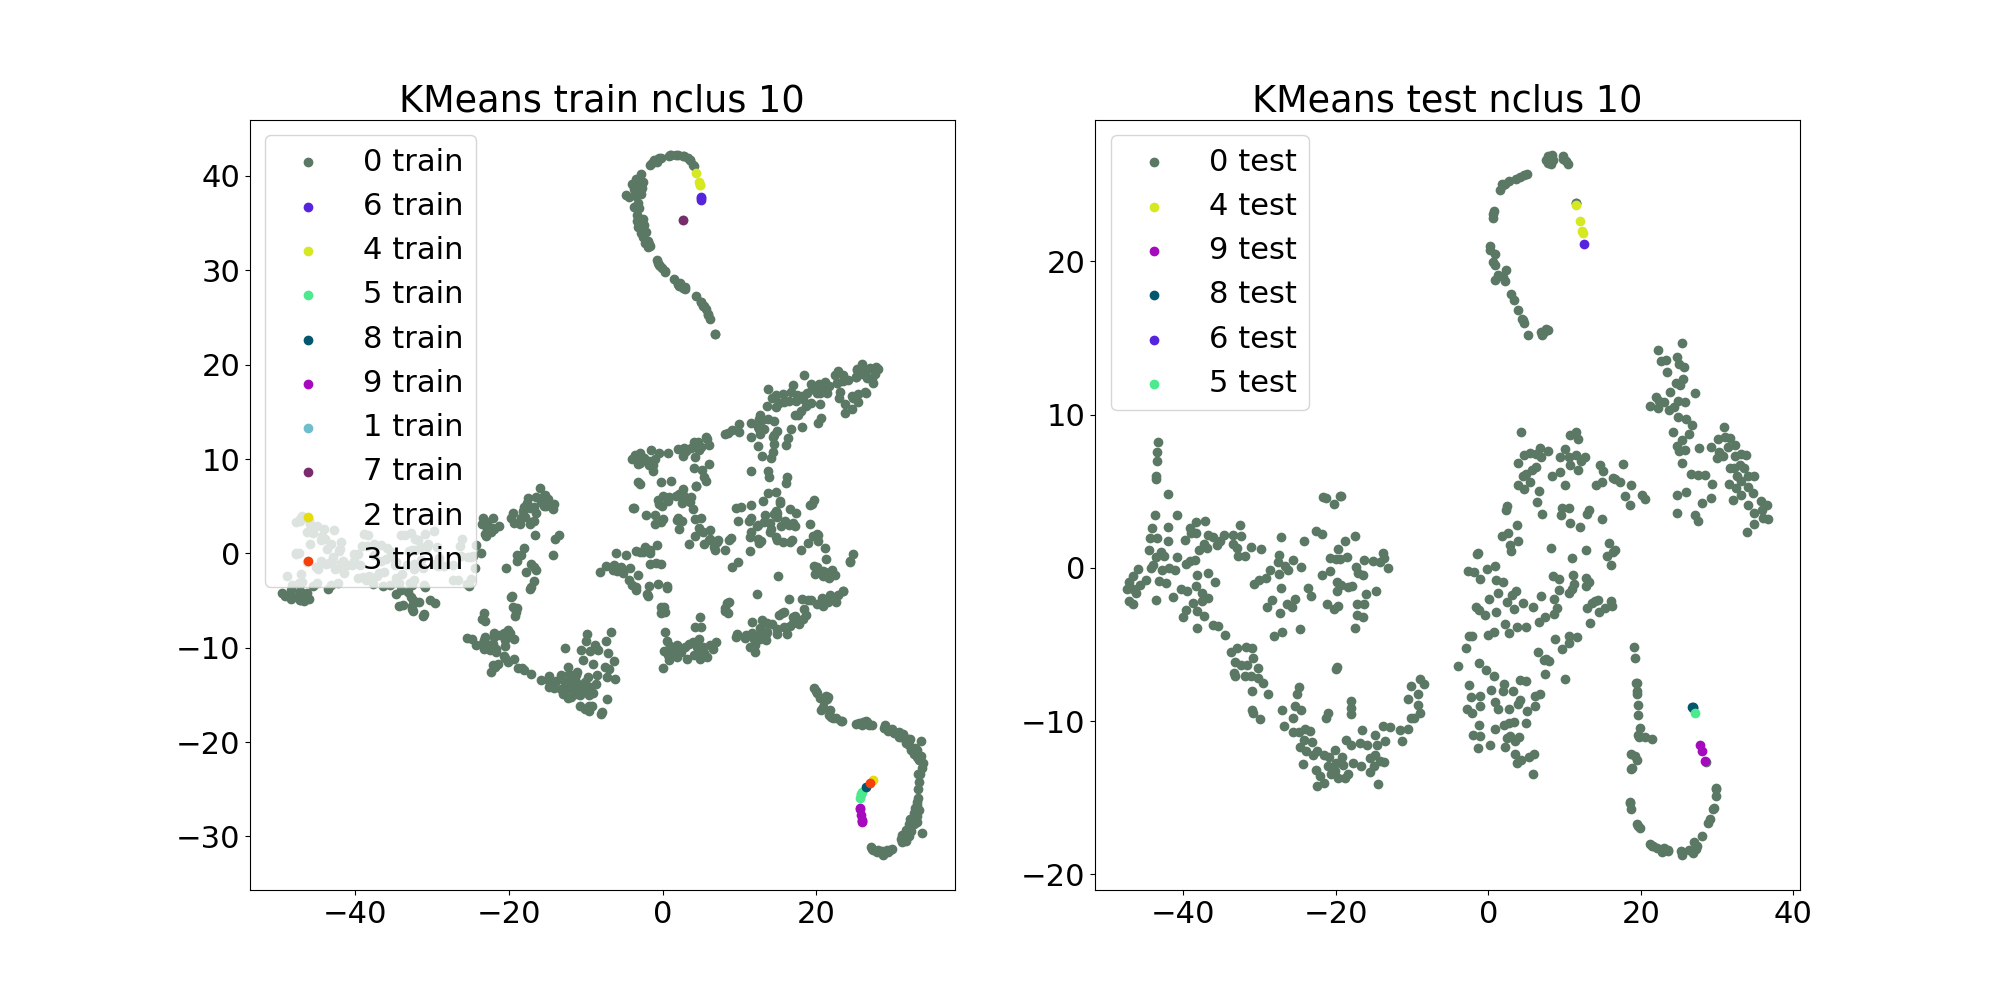 KMeans train nclus 10
0 train
6 train
4 train
5 train
8 train
9 train
1 train
7 train
2 train
3 train
40
30
20
10
0
−10
−20
−30
−40 −20 0 20
KMeans test nclus 10
0 test
4 test
9 test
8 test
6 test
5 test
20
10
0
−10
−20
−40 −20 0 20 40